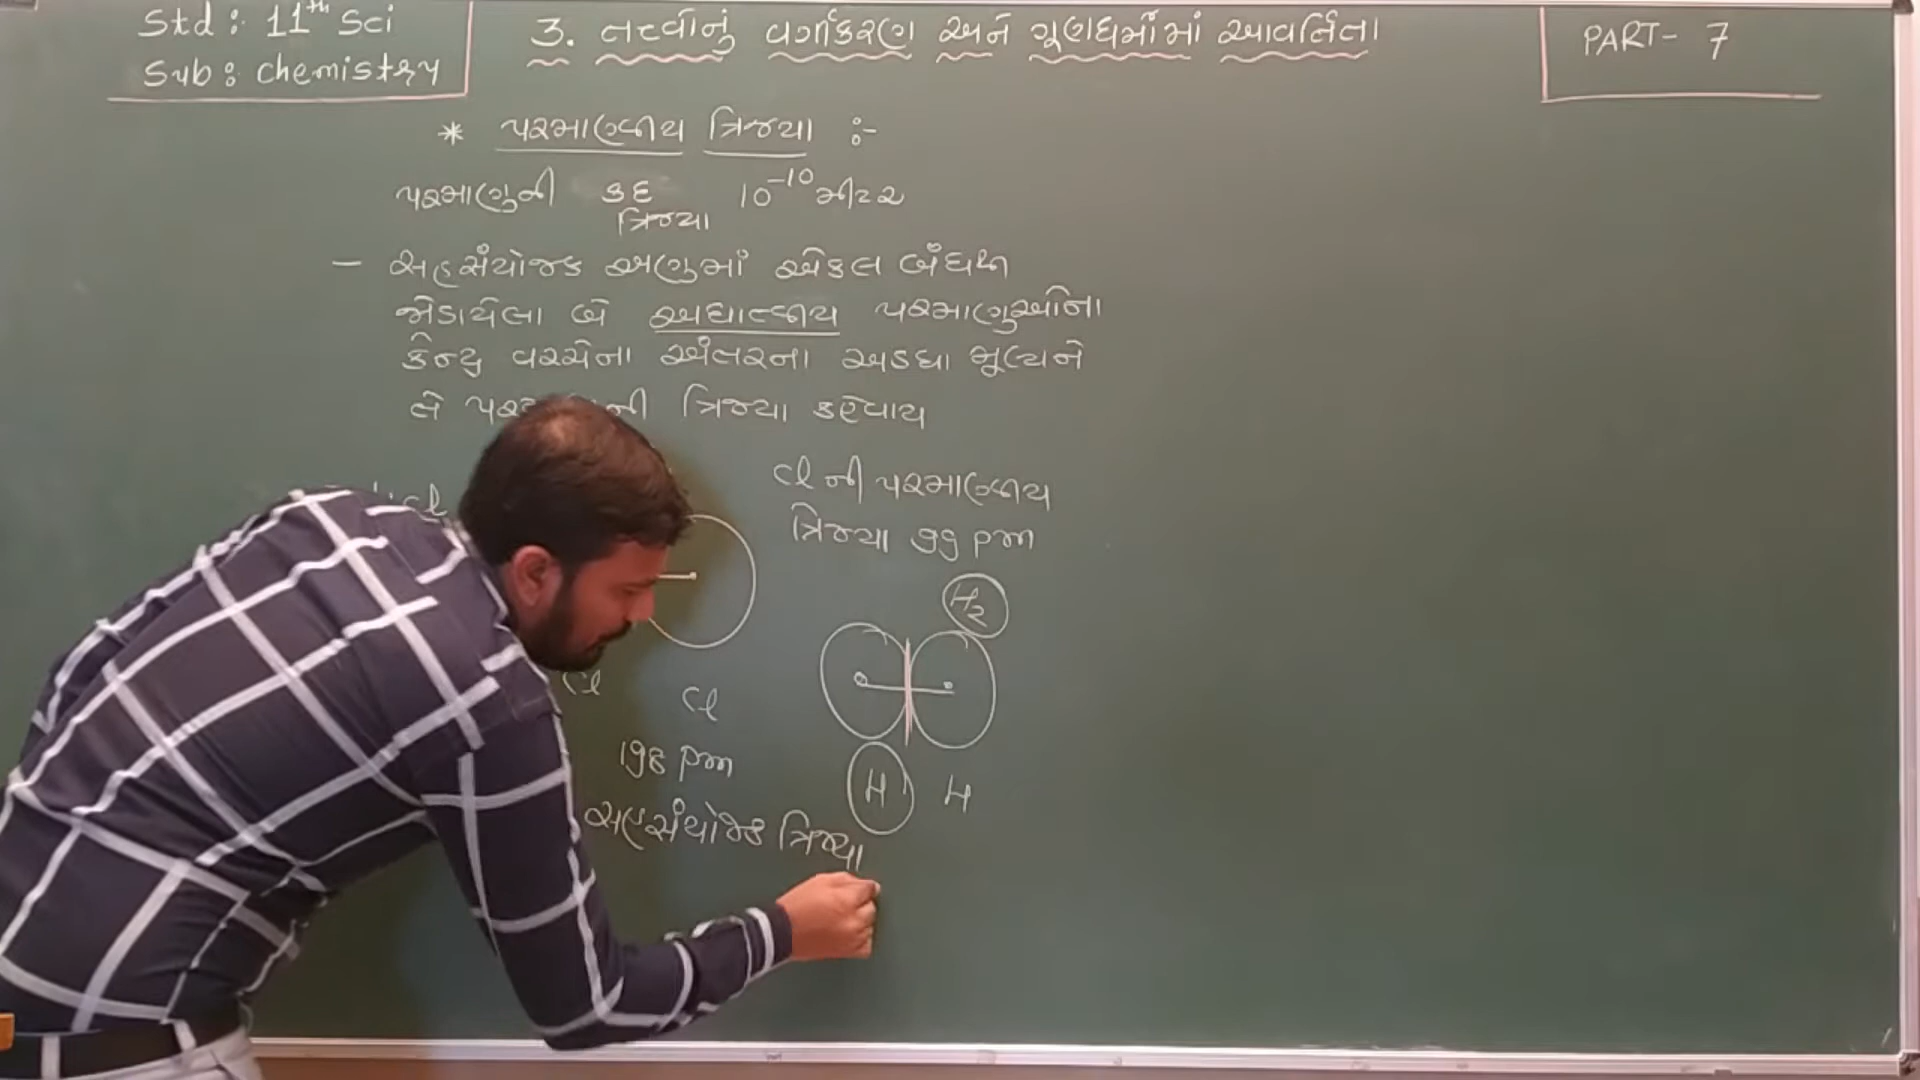 Std : 11th Sci
Sub : chemistry
3. તત્વોનું વર્ગીકરણ અને ગુણધર્મોમાં આવર્તિતા
PART- 7
* પરમાણ્વીય ત્રિજ્યા :-
પરમાણુની કદ 10-10 મીટર
ત્રિજ્યા
– સહસંયોજક અણુમાં એકલ બંધથી
જોડાયેલા બે અધાત્વીય પરમાણુઓના
કેન્દ્ર વચ્ચેના અંતરના અડધા મૂલ્યને
તે ની ત્રિજ્યા કહેવાય
Cl ની પરમાણ્વીય
ત્રિજ્યા 99 pm
Cl
H2
Cl Cl
198 pm
H H
સહસંયોજક ત્રિજ્યા